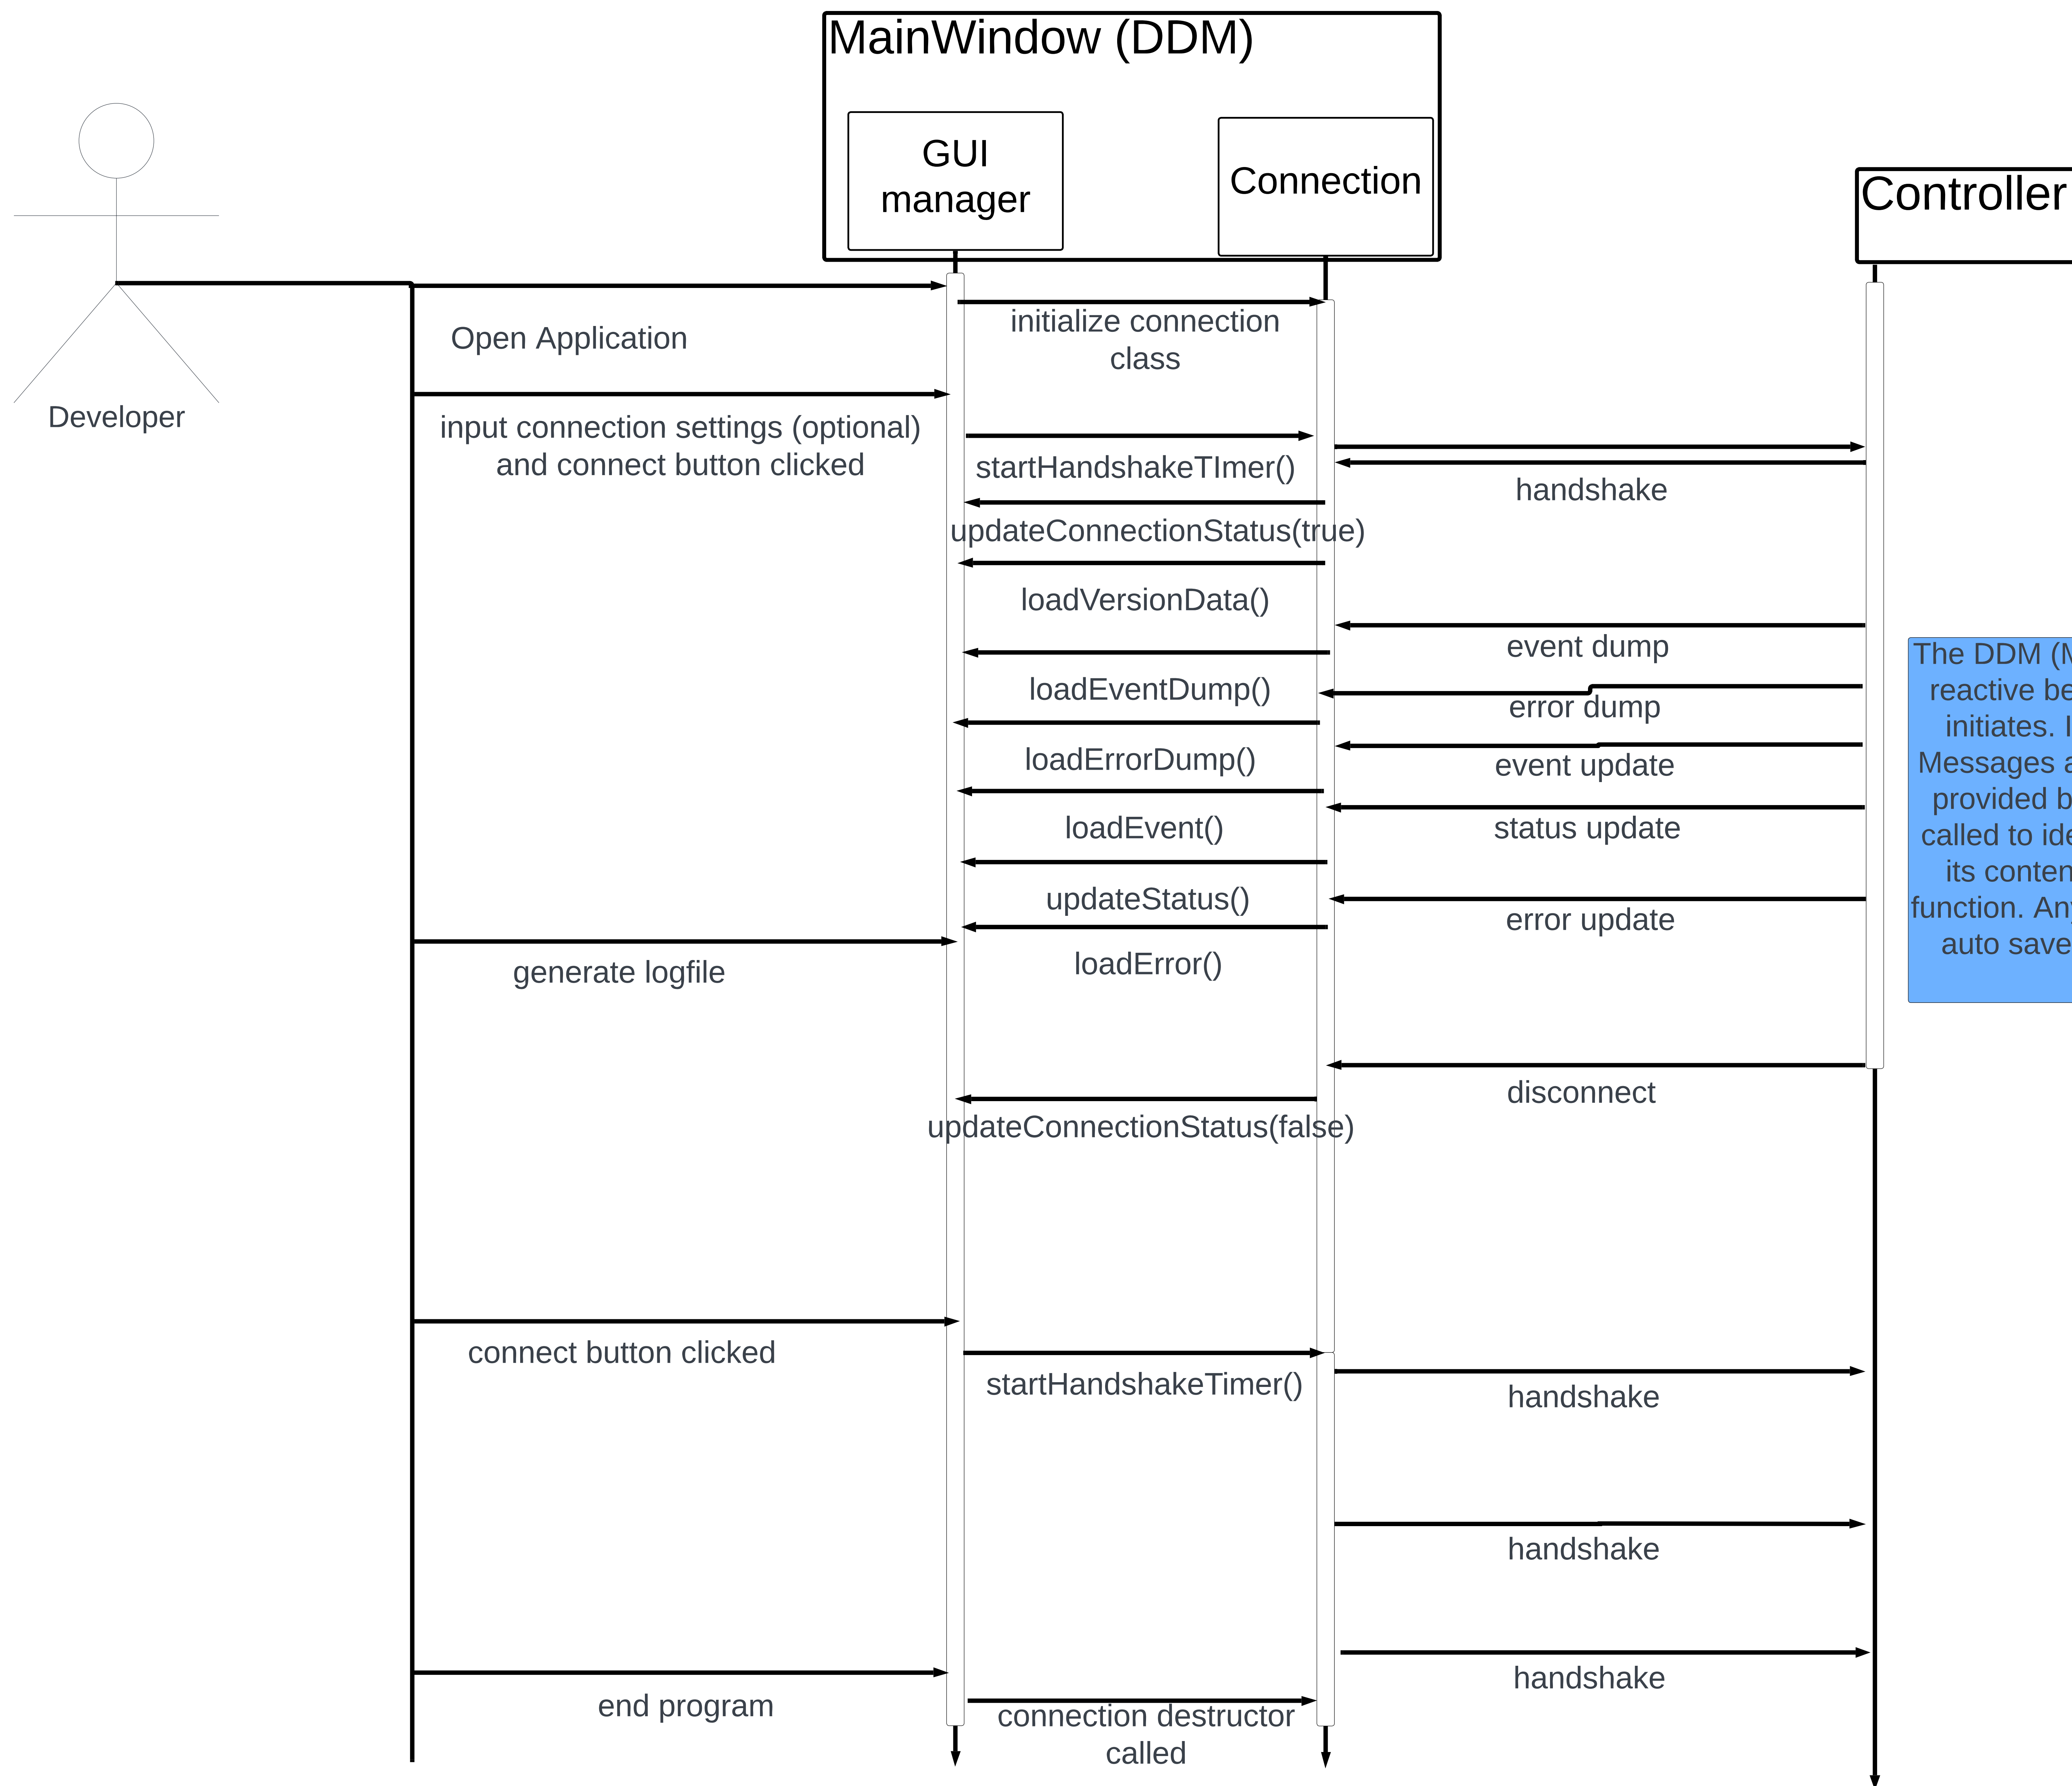 MainWindow (DDM)
GUI
manager
Connection
Controller
Developer
Open Application
initialize connection
class
input connection settings (optional)
and connect button clicked
startHandshakeTImer()
handshake
updateConnectionStatus(true)
loadVersionData()
event dump
loadEventDump()
error dump
loadErrorDump()
event update
loadEvent()
status update
updateStatus()
error update
loadError()
generate logfile
The DDM (M
reactive be
initiates. I
Messages a
provided b
called to ide
its conten
function. Any
auto save
disconnect
updateConnectionStatus(false)
connect button clicked
startHandshakeTimer()
handshake
handshake
handshake
end program
connection destructor
called